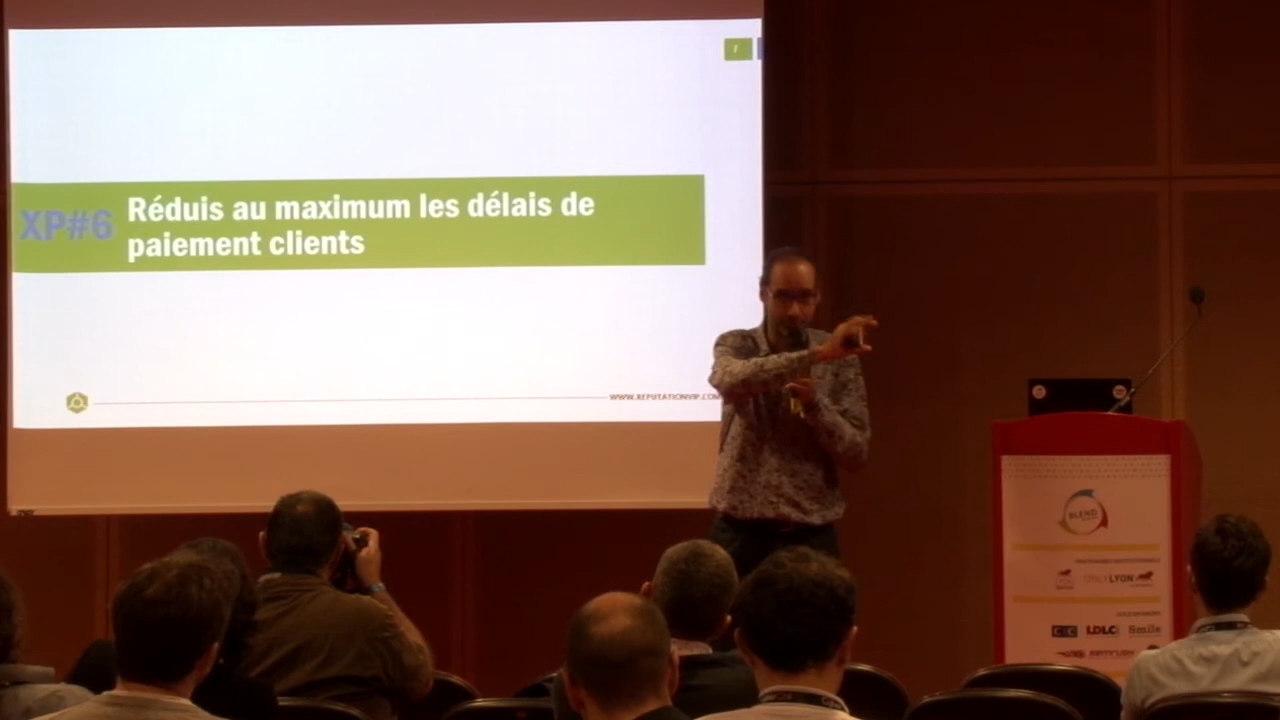 F
XP#6
Réduis au maximum les délais de
paiement clients
WWW.REPUTATIONVIP.COM
BLEND
ONLYLYON
CIC LDLC Smile